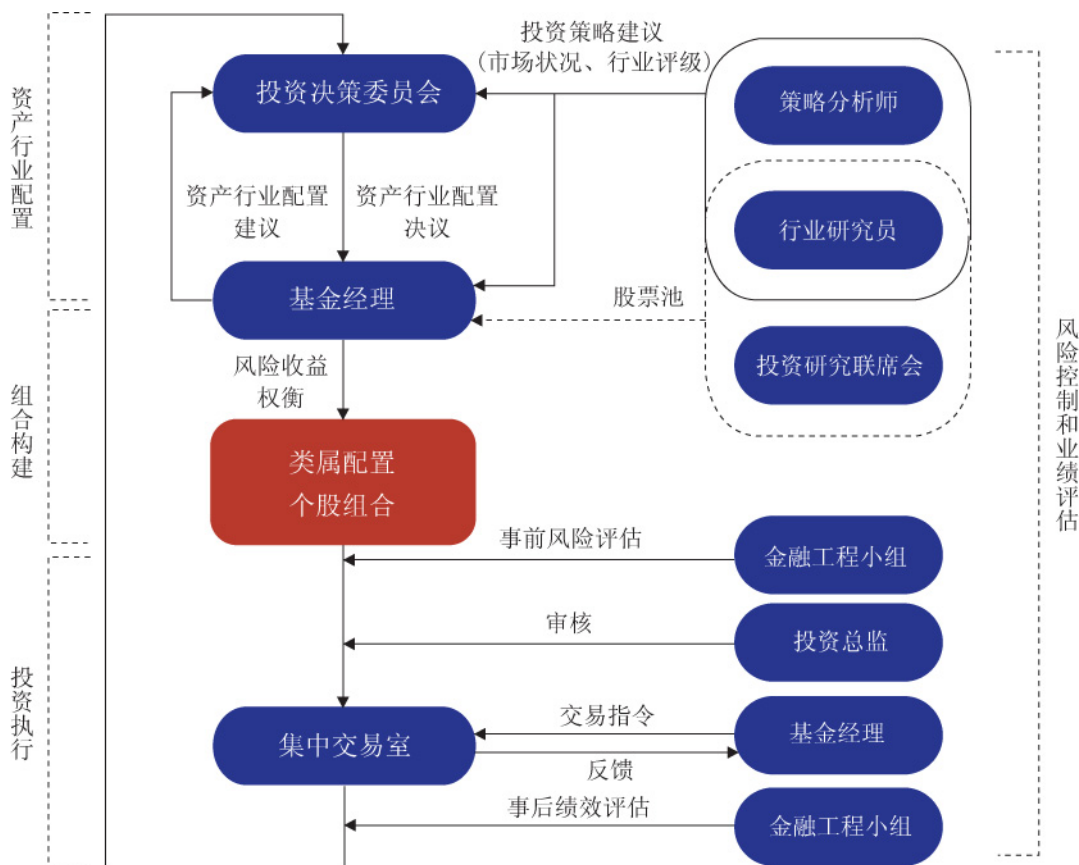 投资策略建议
(市场状况、行业评级)
投资决策委员会
策略分析师
资产行业配置
资产行业配置
建议
资产行业配置
决议
行业研究员
基金经理
股票池
投资研究联席会
风险收益
权衡
组合构建
类属配置
个股组合
风险控制和业绩评估
事前风险评估
金融工程小组
审核
投资总监
投资执行
集中交易室
交易指令
反馈
基金经理
事后绩效评估
金融工程小组